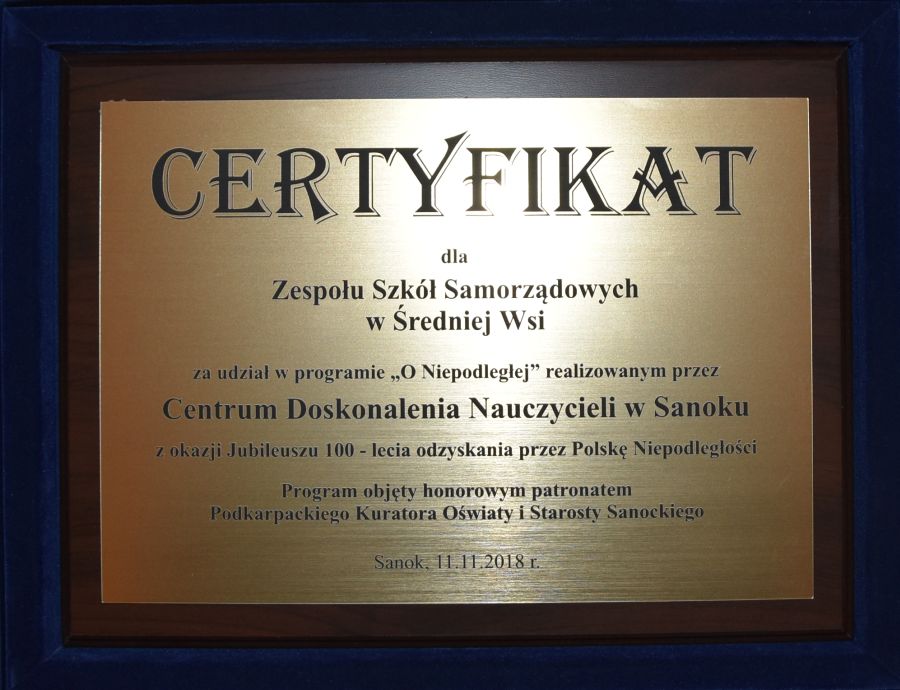 CERTYFIKAT
dla
Zespołu Szkół Samorządowych
w Średniej Wsi
za udział w programie „O Niepodległej” realizowanym przez
Centrum Doskonalenia Nauczycieli w Sanoku
z okazji Jubileuszu 100 - lecia odzyskania przez Polskę Niepodległości
Program objęty honorowym patronatem
Podkarpackiego Kuratora Oświaty i Starosty Sanockiego
Sanok, 11.11.2018 r.